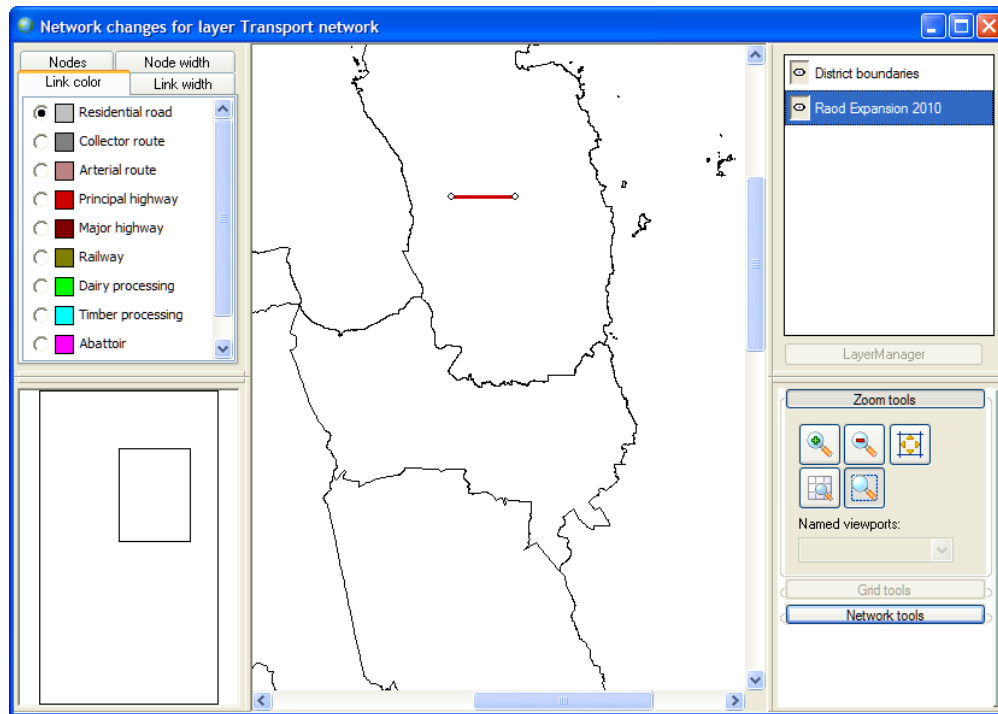 Network changes for layer Transport network
Nodes
Node width
Link color
Link width
Residential road
Collector route
Arterial route
Principal highway
Major highway
Railway
Dairy processing
Timber processing
Abattoir
District boundaries
Raod Expansion 2010
LayerManager
Zoom tools
Named viewports:
Grid tools
Network tools